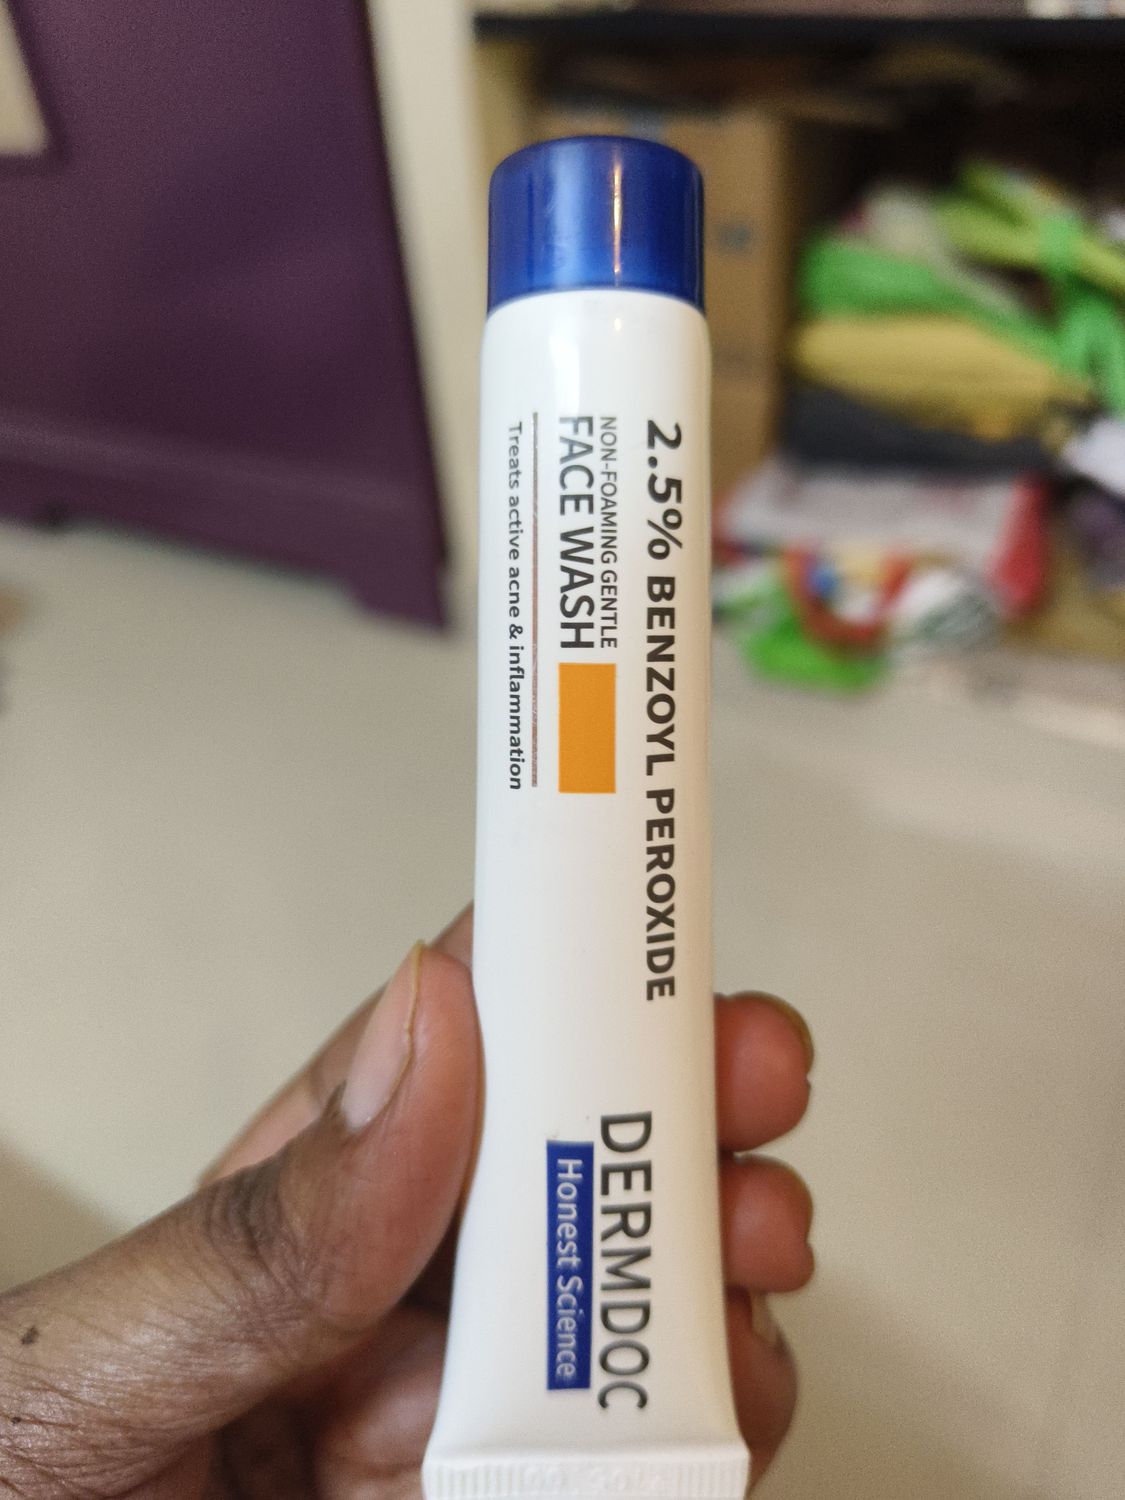 2.5% BENZOYL PEROXIDE
NON-FOAMING GENTLE
FACE WASH
Treats active acne & inflammation
DERMDOC
Honest Science